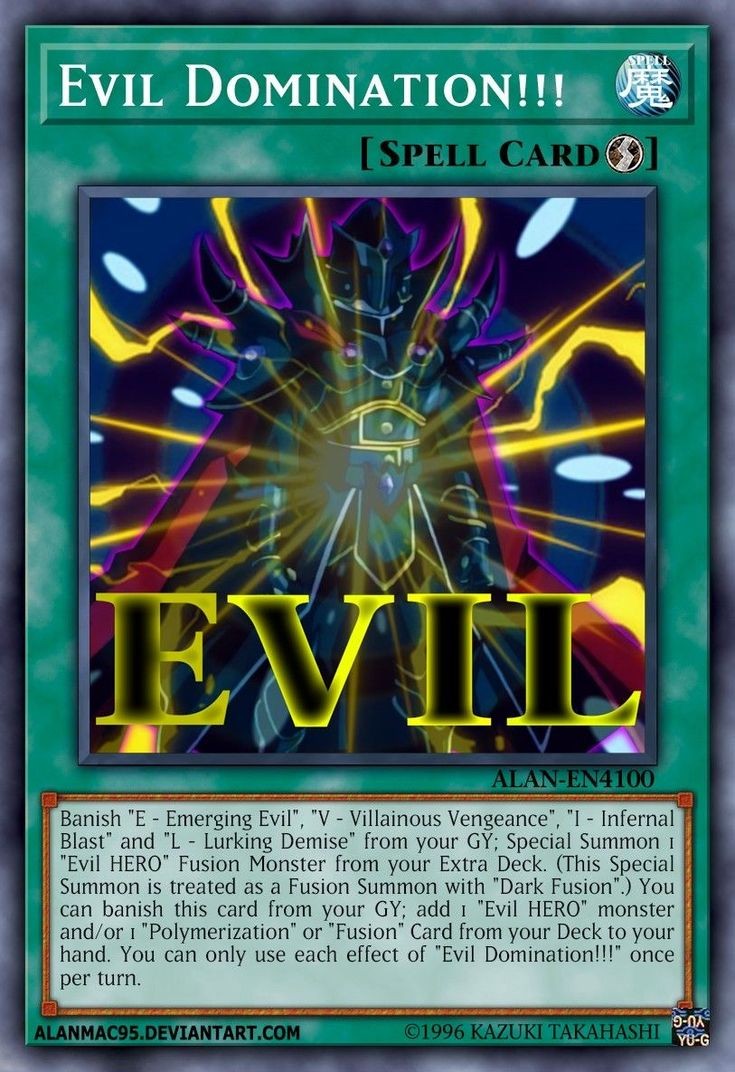 EVIL DOMINATION!!!
SPELL
魔
[SPELL CARD]
EVIL
ALAN-EN4100
Banish "E - Emerging Evil", "V - Villainous Vengeance", "I - Infernal
Blast" and "L - Lurking Demise" from your GY; Special Summon 1
"Evil HERO" Fusion Monster from your Extra Deck. (This Special
Summon is treated as a Fusion Summon with "Dark Fusion".) You
can banish this card from your GY; add 1 "Evil HERO" monster
and/or 1 "Polymerization" or "Fusion" Card from your Deck to your
hand. You can only use each effect of "Evil Domination!!!" once
per turn.
ALANMAC95.DEVIANTART.COM
©1996 KAZUKI TAKAHASHI
YU-G
YU-G